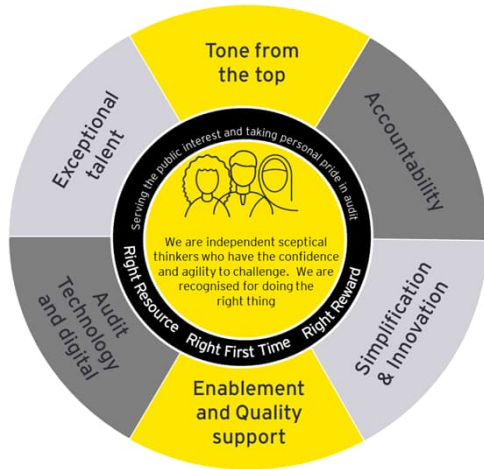 Tone from
the top
Accountability
Simplification
& Innovation
Enablement
and Quality
support
Audit
Technology
and digital
Exceptional
talent
Serving the public interest and taking personal pride in audit
We are independent sceptical
thinkers who have the confidence
and agility to challenge. We are
recognised for doing the
right thing
Right Resource Right First Time Right Reward